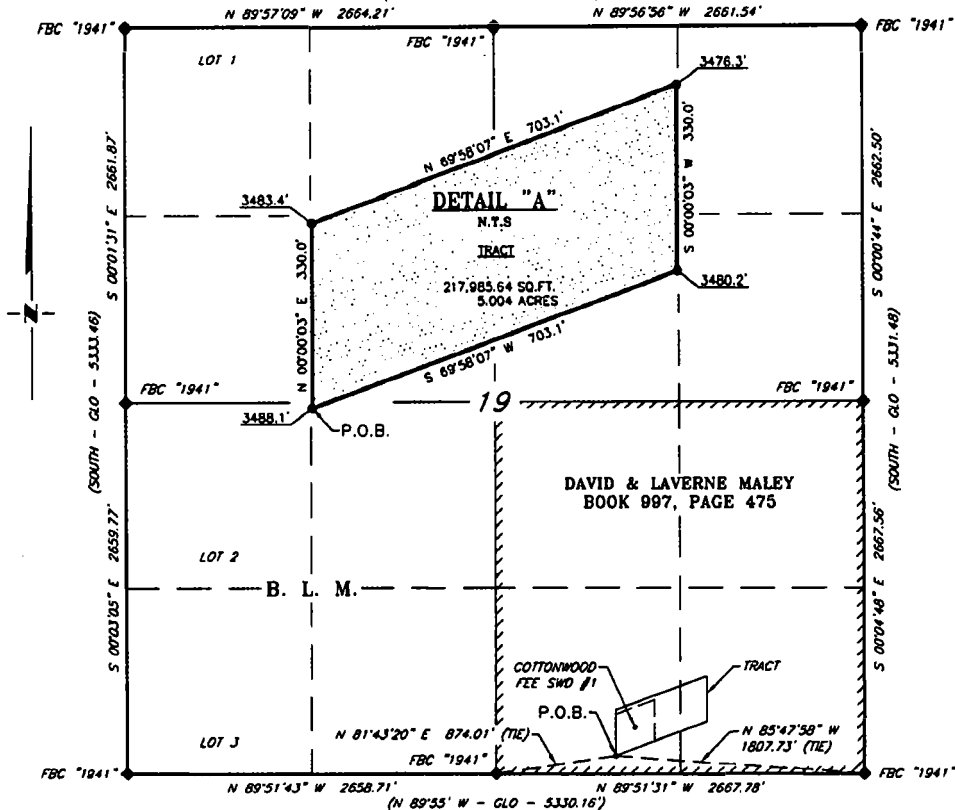 N 89°57'09" W 2664.21'
N 89°56'56" W 2661.54'
FBC "1941"
FBC "1941"
FBC "1941"
LOT 1
3476.3'
N 69°58'07" E 703.1'
S 00°01'31" E 2661.87'
S 00°00'03" W 330.0'
S 00°00'44" E 2662.50'
3483.4'
DETAIL "A"
N.T.S
TRACT
217,985.64 SQ.FT.
5.004 ACRES
N 00°00'03" E 330.0'
3480.2'
-N-
S 69°58'07" W 703.1'
(SOUTH - GLO - 5333.46)
(SOUTH - GLO - 5331.48)
FBC "1941"
FBC "1941"
3488.1'
19
P.O.B.
DAVID & LAVERNE MALEY
BOOK 997, PAGE 475
S 00°03'05" E 2659.77'
S 00°04'48" E 2667.56'
LOT 2
B. L. M.
COTTONWOOD
FEE SWD #1
TRACT
P.O.B.
N 81°43'20" E 874.01' (TIE)
N 85°47'58" W
1807.73' (TIE)
LOT 3
FBC "1941"
FBC "1941"
FBC "1941"
N 89°51'43" W 2658.71'
N 89°51'31" W 2667.78'
(N 89°55' W - GLO - 5330.16')